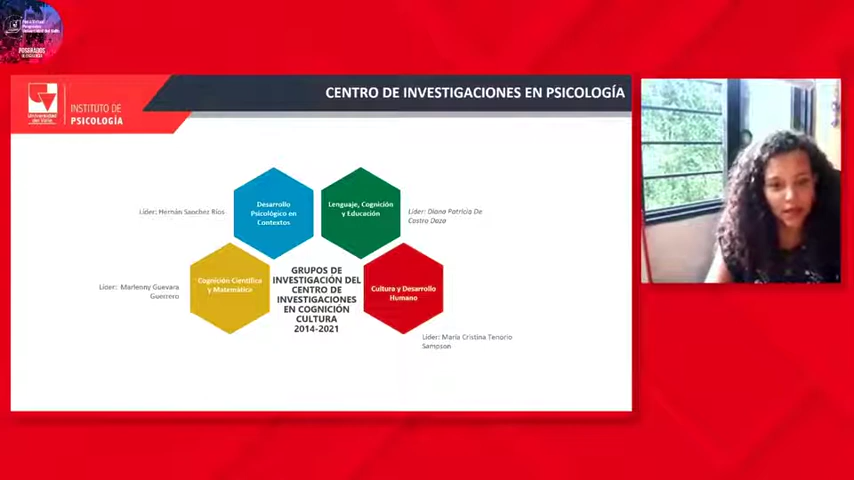 POSGRADOS
CENTRO DE INVESTIGACIONES EN PSICOLOGÍA
Universidad
del Valle
INSTITUTO DE
PSICOLOGÍA
Líder: Hernán Sanchez Ríos
Desarrollo
Psicológico en
Contextos
Lenguaje, Cognición
y Educación
Líder: Diana Patricia De
Castro Daza
Líder: Marlenny Guevara
Guerrero
Cognición Científica
y Matemática
GRUPOS DE
INVESTIGACIÓN DEL
CENTRO DE
INVESTIGACIONES
EN COGNICIÓN
CULTURA
2014-2021
Cultura y Desarrollo
Humano
Líder: María Cristina Tenorio
Sampson